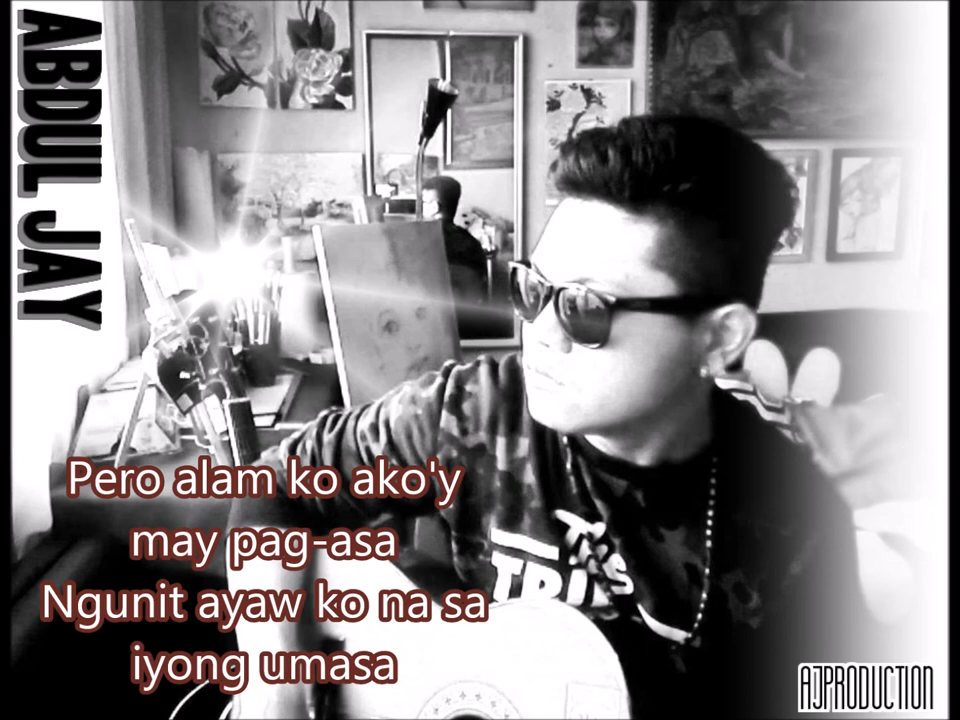 ABDUL JAY
Pero alam ko ako'y
may pag-asa
Ngunit ayaw ko na sa
iyong umasa
AJPRODUCTION